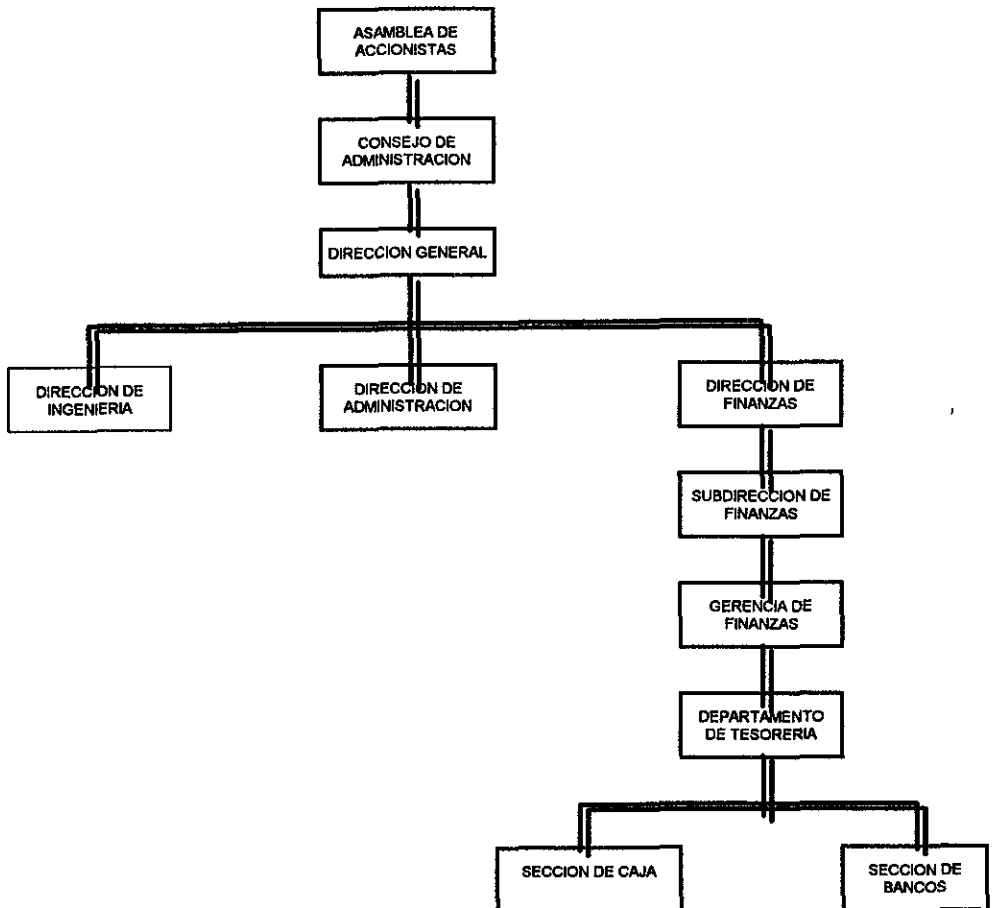 ASAMBLEA DE
ACCIONISTAS
CONSEJO DE
ADMINISTRACION
DIRECCION GENERAL
DIRECCION DE
INGENIERIA
DIRECCION DE
ADMINISTRACION
DIRECCION DE
FINANZAS
SUBDIRECCION DE
FINANZAS
GERENCIA DE
FINANZAS
DEPARTAMENTO
DE TESORERIA
SECCION DE CAJA
SECCION DE
BANCOS